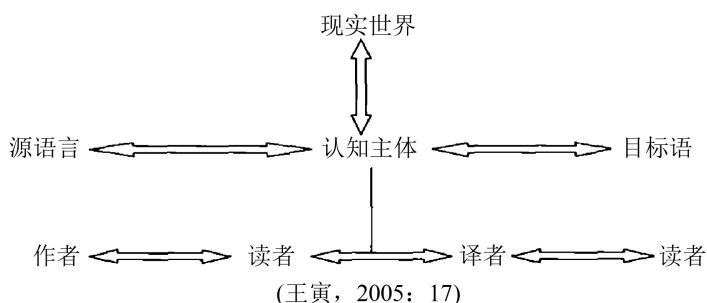 现实世界
源语言 认知主体 目标语
作者 读者 译者 读者
(王寅，2005：17)